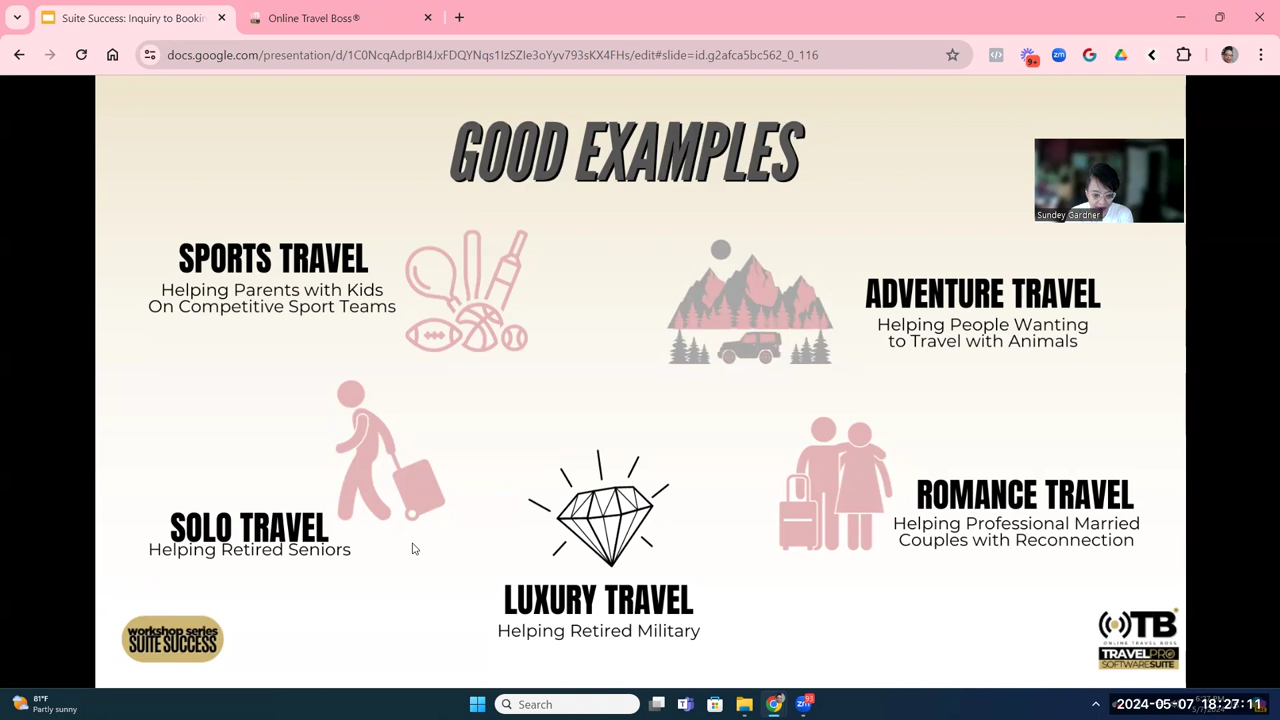 Suite Success: Inquiry to Bookin
Online Travel Boss®
docs.google.com/presentation/d/1C0NcqAdprBI4JxFDQYNqs1IzSZIe3oYyv793sKX4FHs/edit#slide=id.g2afca5bc562_0_116
9+
zm
GOOD EXAMPLES
Sundey Gardner
SPORTS TRAVEL
Helping Parents with Kids
On Competitive Sport Teams
ADVENTURE TRAVEL
Helping People Wanting
to Travel with Animals
SOLO TRAVEL
Helping Retired Seniors
ROMANCE TRAVEL
Helping Professional Married
Couples with Reconnection
LUXURY TRAVEL
Helping Retired Military
workshop series
SUITE SUCCESS
OTB
ONLINE TRAVEL BOSS
TRAVELPRO
SOFTWARESUITE
81°F
Partly sunny
Search
2024-05-07 18:27:11